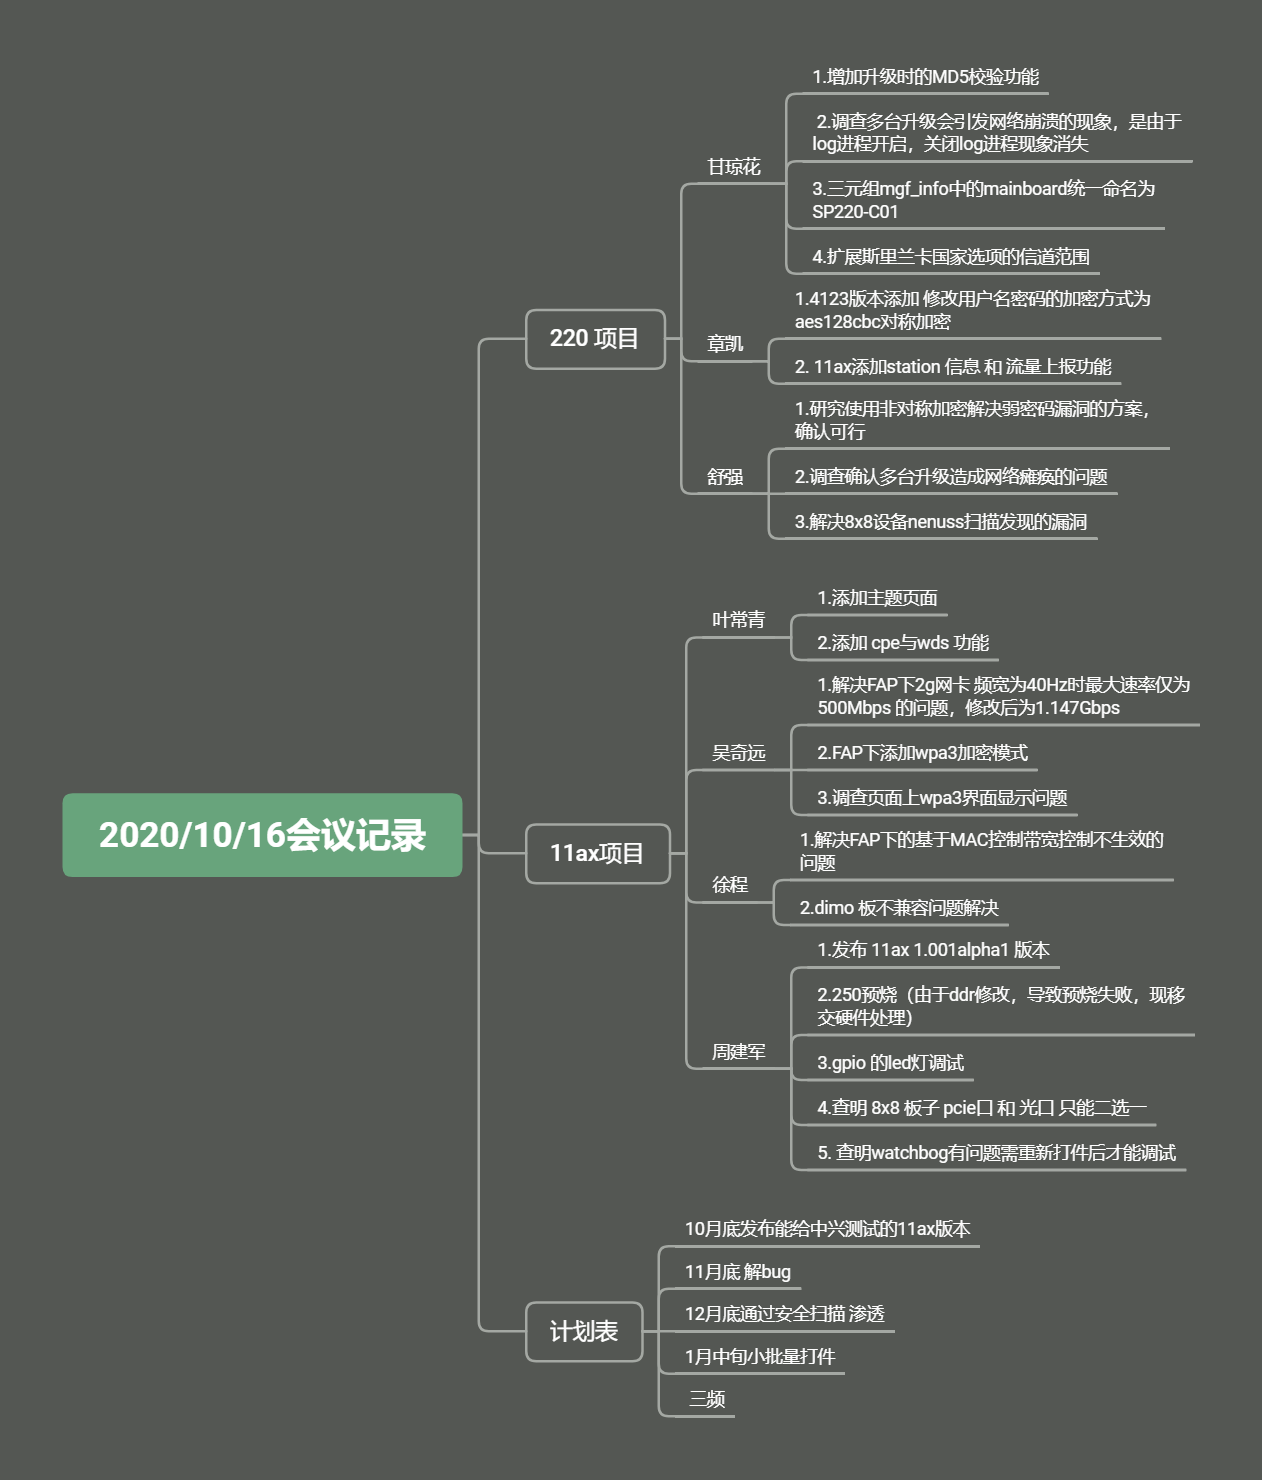 2020/10/16会议记录
220 项目
甘琼花
1.增加升级时的MD5校验功能
2.调查多台升级会引发网络崩溃的现象，是由于
log进程开启，关闭log进程现象消失
3.三元组mgf_info中的mainboard统一命名为
SP220-C01
4.扩展斯里兰卡国家选项的信道范围
章凯
1.4123版本添加 修改用户名密码的加密方式为
aes128cbc对称加密
2. 11ax添加station 信息 和 流量上报功能
舒强
1.研究使用非对称加密解决弱密码漏洞的方案，
确认可行
2.调查确认多台升级造成网络瘫痪的问题
3.解决8x8设备nenuss扫描发现的漏洞
11ax项目
叶常青
1.添加主题页面
2.添加 cpe与wds 功能
吴奇远
1.解决FAP下2g网卡 频宽为40Hz时最大速率仅为
500Mbps 的问题，修改后为1.147Gbps
2.FAP下添加wpa3加密模式
3.调查页面上wpa3界面显示问题
徐程
1.解决FAP下的基于MAC控制带宽控制不生效的
问题
2.dimo 板不兼容问题解决
周建军
1.发布 11ax 1.001alpha1 版本
2.250预烧（由于ddr修改，导致预烧失败，现移
交硬件处理）
3.gpio 的led灯调试
4.查明 8x8 板子 pcie口 和 光口 只能二选一
5. 查明watchbog有问题需重新打件后才能调试
计划表
10月底发布能给中兴测试的11ax版本
11月底 解bug
12月底通过安全扫描 渗透
1月中旬小批量打件
三频